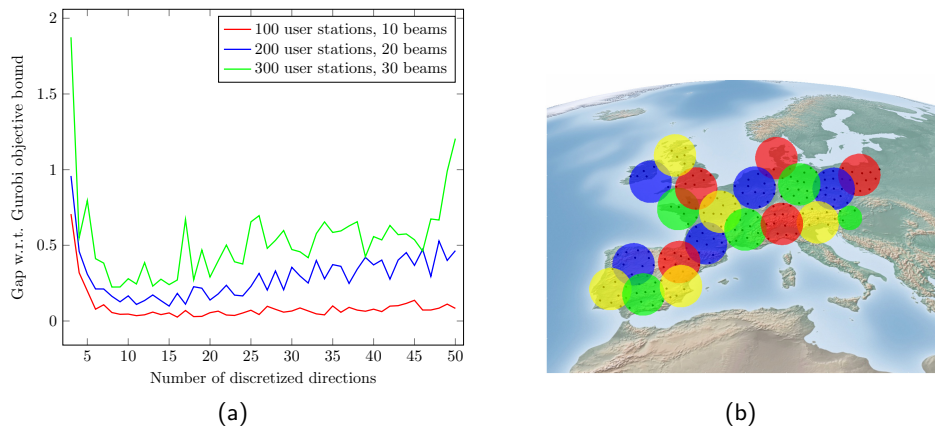 Gap w.r.t. Gurobi objective bound
2
1.5
1
0.5
0
100 user stations, 10 beams
200 user stations, 20 beams
300 user stations, 30 beams
5 10 15 20 25 30 35 40 45 50
Number of discretized directions
(a)
(b)